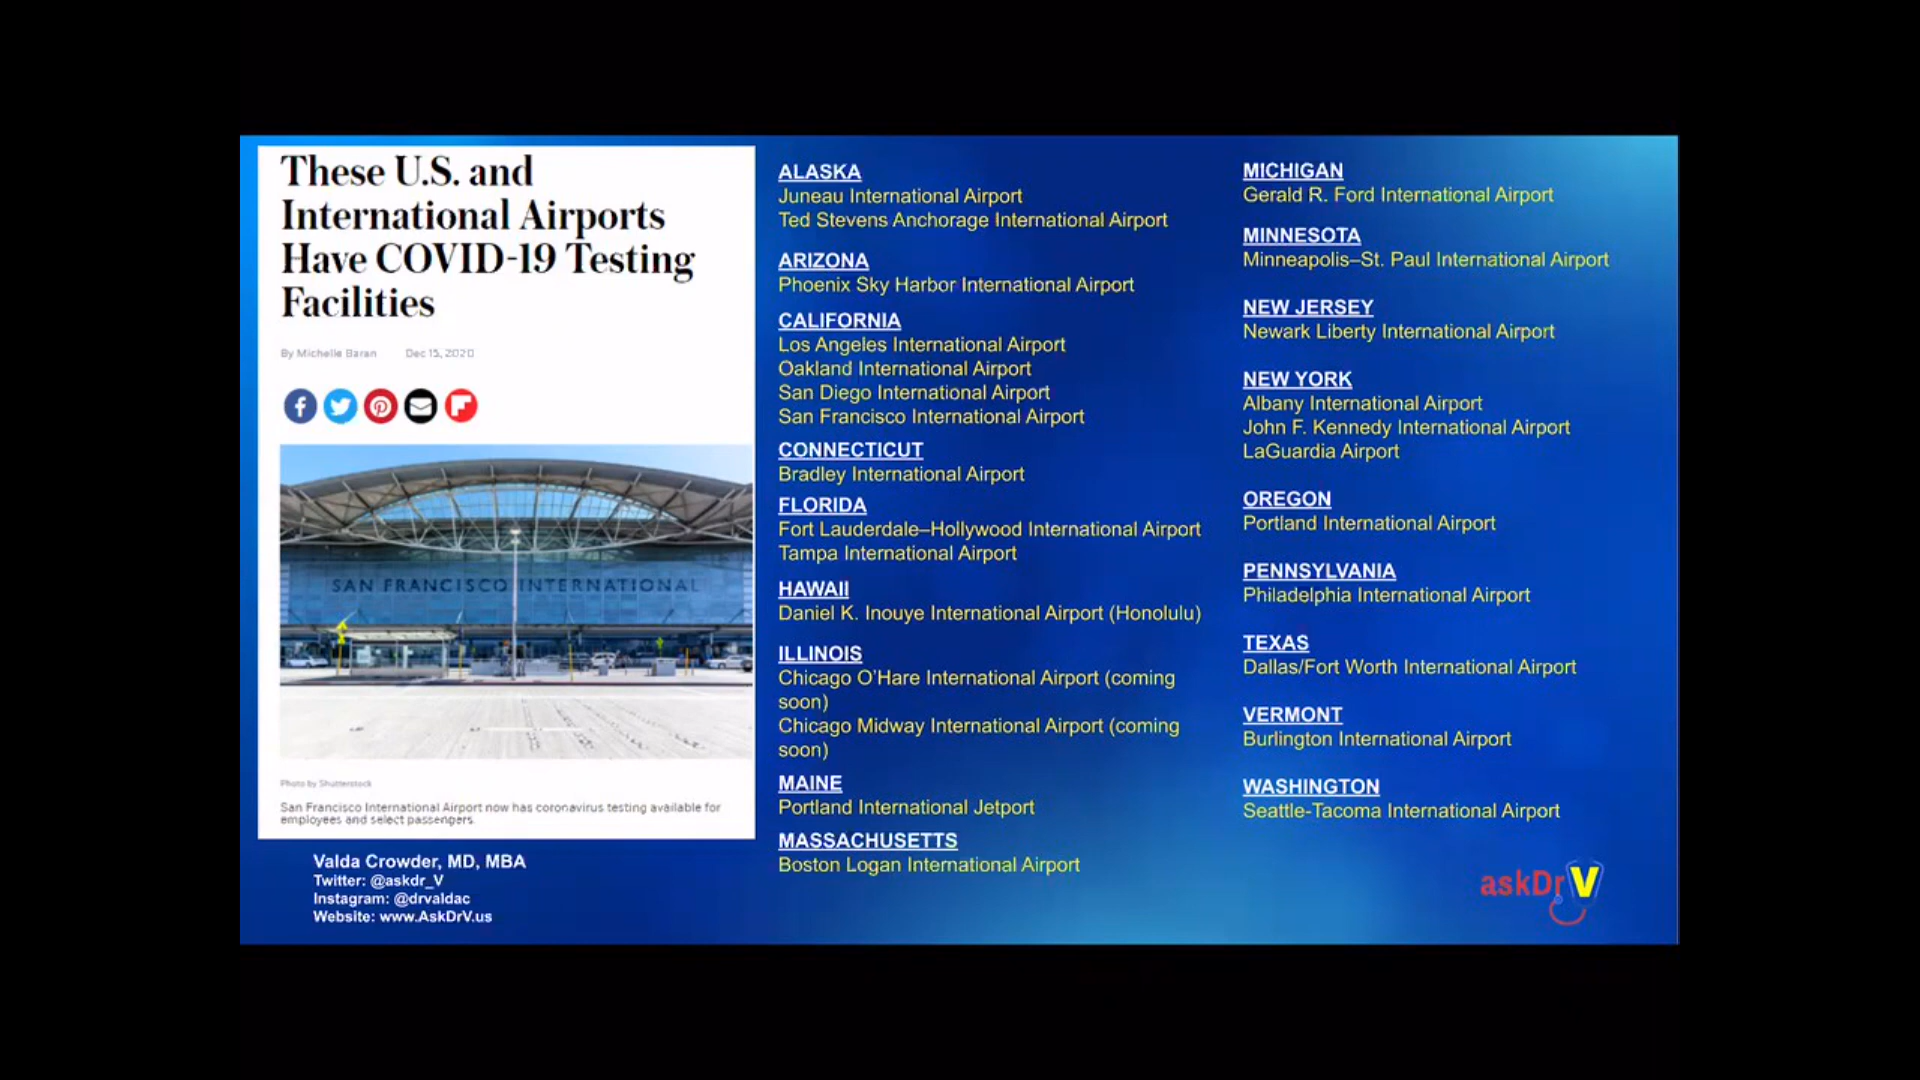 These U.S. and
International Airports
Have COVID-19 Testing
Facilities
By Michelle Baran Dec 15, 2020
SAN FRANCISCO INTERNATIONAL
Photo by Shutterstock
San Francisco International Airport now has coronavirus testing available for
employees and select passengers
Valda Crowder, MD, MBA
Twitter: @askdr_V
Instagram: @drvaldac
Website: www.AskDrV.us
ALASKA
Juneau International Airport
Ted Stevens Anchorage International Airport
ARIZONA
Phoenix Sky Harbor International Airport
CALIFORNIA
Los Angeles International Airport
Oakland International Airport
San Diego International Airport
San Francisco International Airport
CONNECTICUT
Bradley International Airport
FLORIDA
Fort Lauderdale–Hollywood International Airport
Tampa International Airport
HAWAII
Daniel K. Inouye International Airport (Honolulu)
ILLINOIS
Chicago O'Hare International Airport (coming
soon)
Chicago Midway International Airport (coming
soon)
MAINE
Portland International Jetport
MASSACHUSETTS
Boston Logan International Airport
MICHIGAN
Gerald R. Ford International Airport
MINNESOTA
Minneapolis–St. Paul International Airport
NEW JERSEY
Newark Liberty International Airport
NEW YORK
Albany International Airport
John F. Kennedy International Airport
LaGuardia Airport
OREGON
Portland International Airport
PENNSYLVANIA
Philadelphia International Airport
TEXAS
Dallas/Fort Worth International Airport
VERMONT
Burlington International Airport
WASHINGTON
Seattle-Tacoma International Airport
askDrV